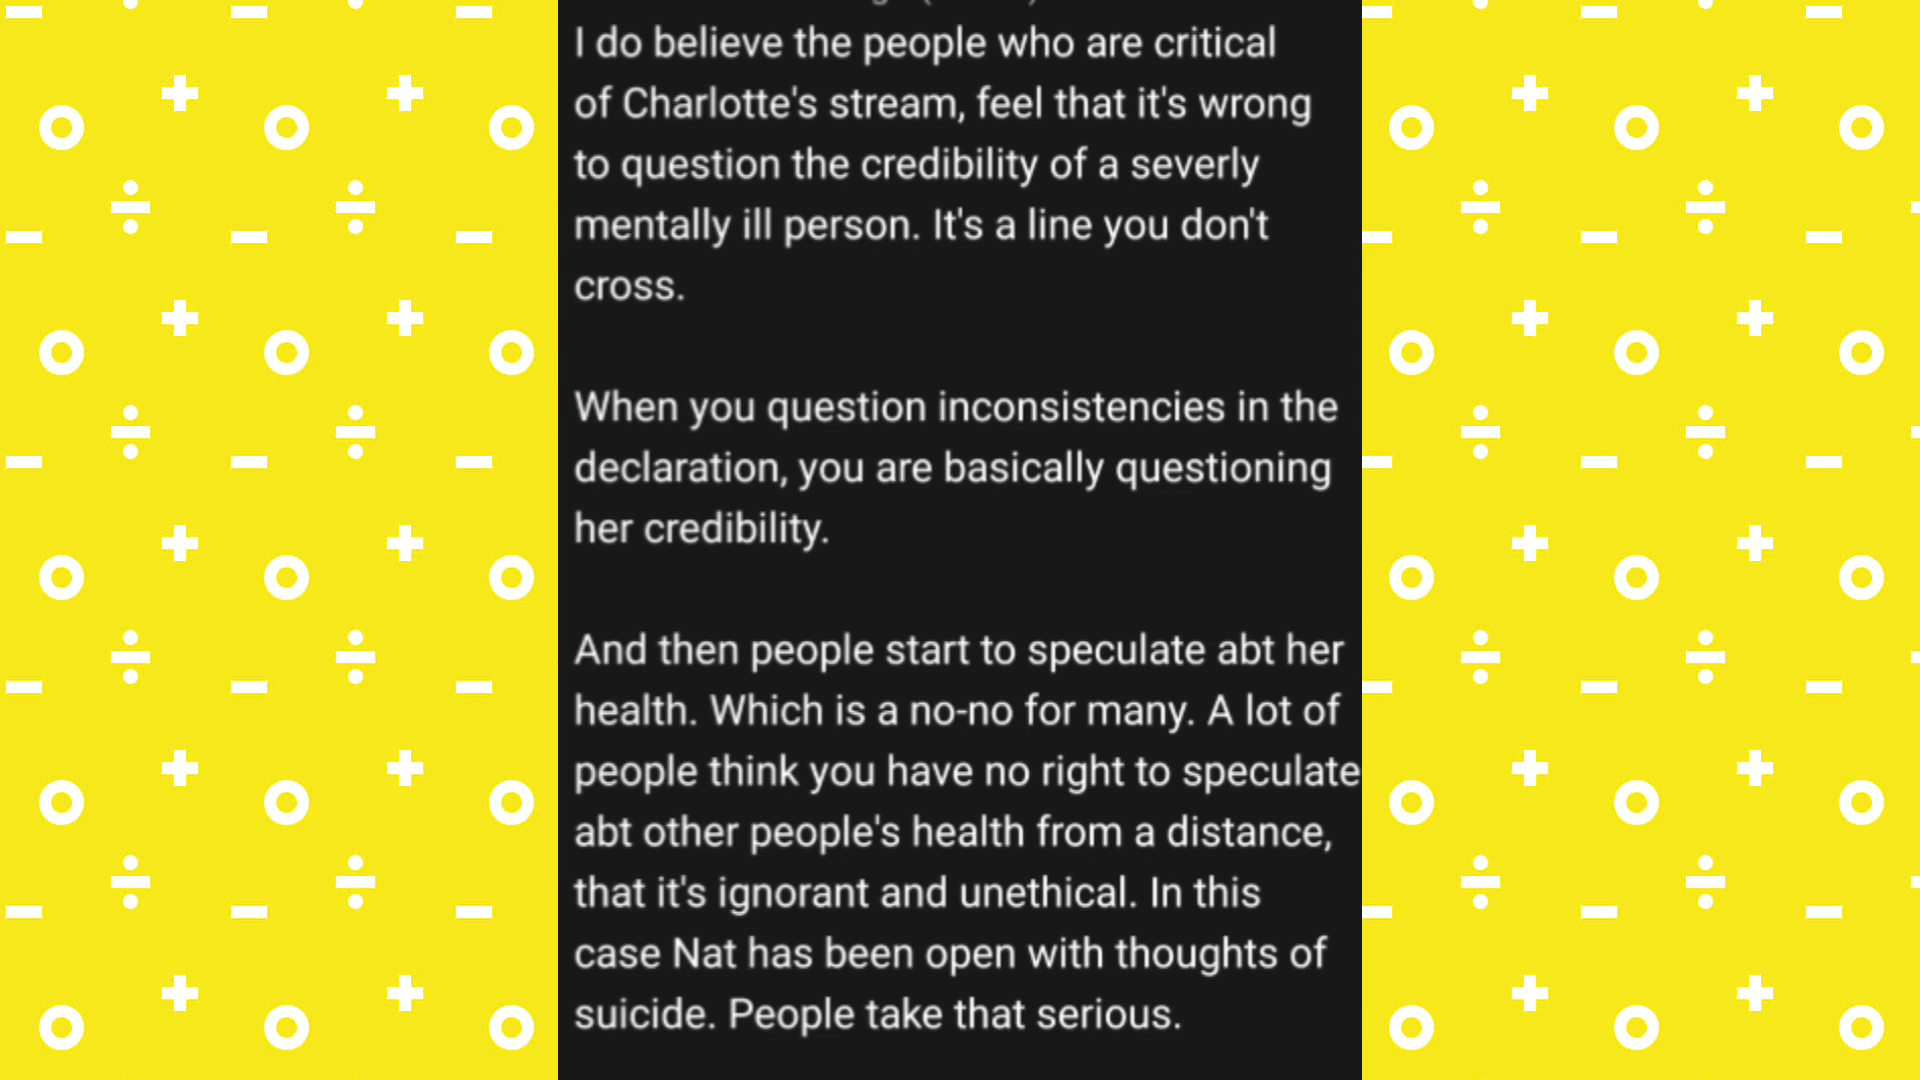 I do believe the people who are critical
of Charlotte's stream, feel that it's wrong
to question the credibility of a severly
mentally ill person. It's a line you don't
cross.
When you question inconsistencies in the
declaration, you are basically questioning
her credibility.
And then people start to speculate abt her
health. Which is a no-no for many. A lot of
people think you have no right to speculate
abt other people's health from a distance,
that it's ignorant and unethical. In this
case Nat has been open with thoughts of
suicide. People take that serious.